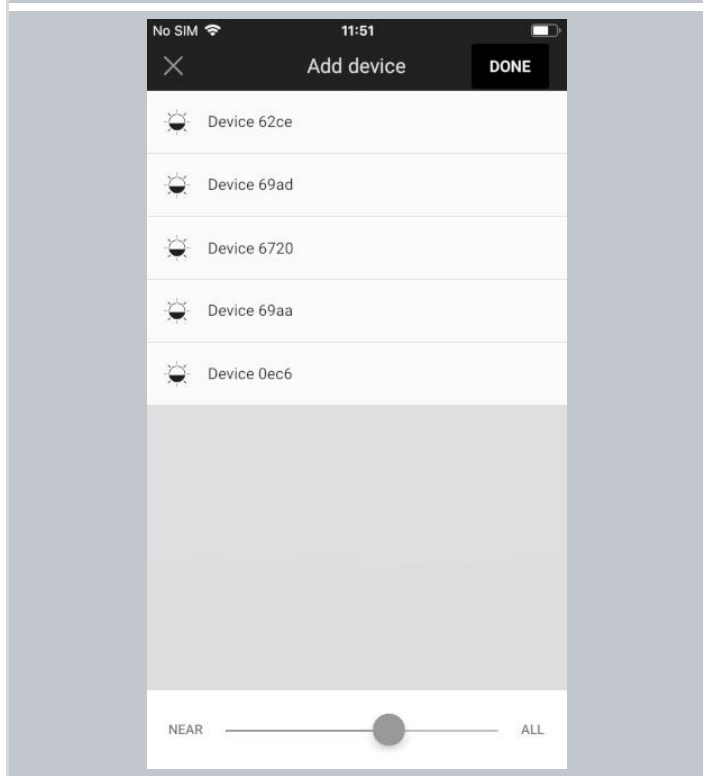 No SIM 11:51
Add device DONE
Device 62ce
Device 69ad
Device 6720
Device 69aa
Device 0ec6
NEAR ALL